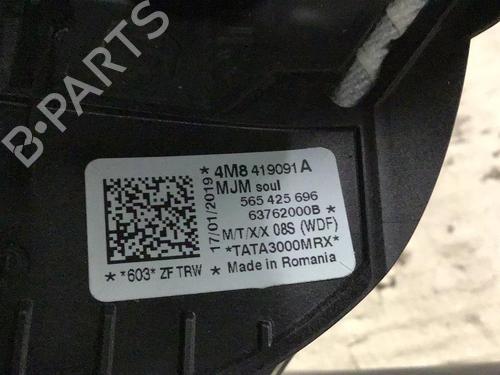 B-PARTS
*4M8 419091 A
MJM soul
565 425 696
63762000B *
M/T/X/X 08S (WDF)
*TATA3000MRX*
* Made in Romania
17/01/2019
* *603* ZF TRW